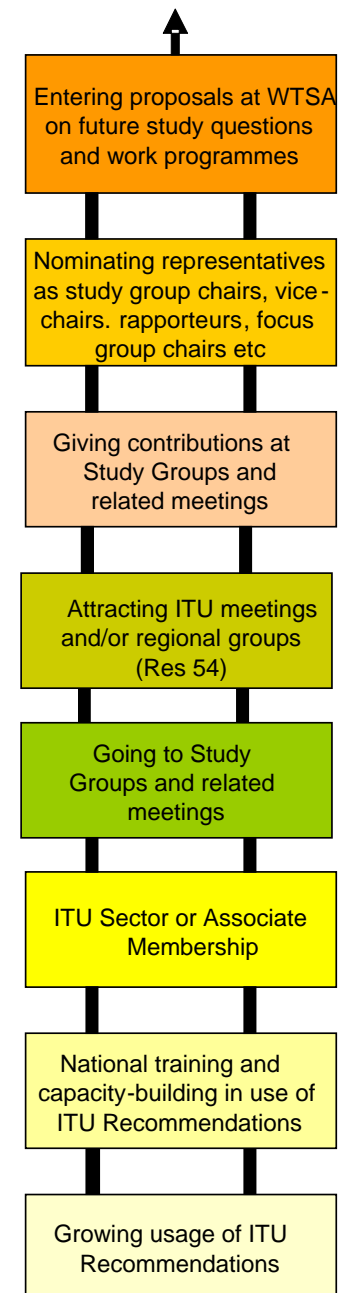 Entering proposals at WTSA
on future study questions
and work programmes
Nominating representatives
as study group chairs, vice-
chairs. rapporteurs, focus
group chairs etc
Giving contributions at
Study Groups and
related meetings
Attracting ITU meetings
and/or regional groups
(Res 54)
Going to Study
Groups and related
meetings
ITU Sector or Associate
Membership
National training and
capacity-building in use of
ITU Recommendations
Growing usage of ITU
Recommendations